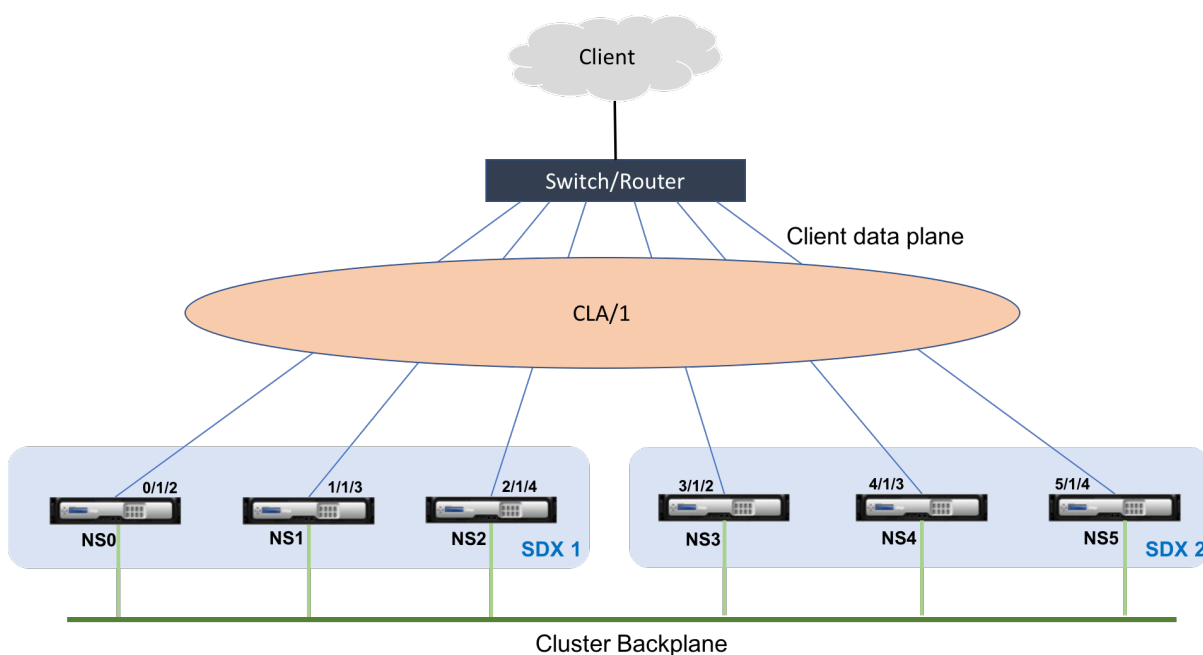 Client
Switch/Router
Client data plane
CLA/1
0/1/2
1/1/3
2/1/4
3/1/2
4/1/3
5/1/4
NS0
NS1
NS2
SDX 1
NS3
NS4
NS5
SDX 2
Cluster Backplane